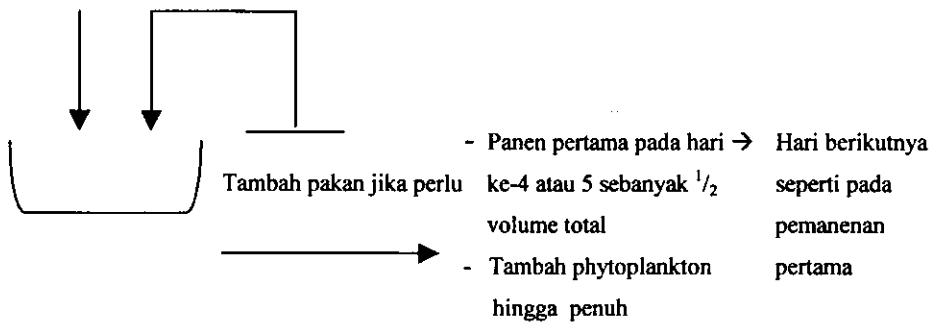 Tambah pakan jika perlu
- Panen pertama pada hari →
ke-4 atau 5 sebanyak 1/2
volume total
- Tambah phytoplankton
hingga penuh
Hari berikutnya
seperti pada
pemanenan
pertama